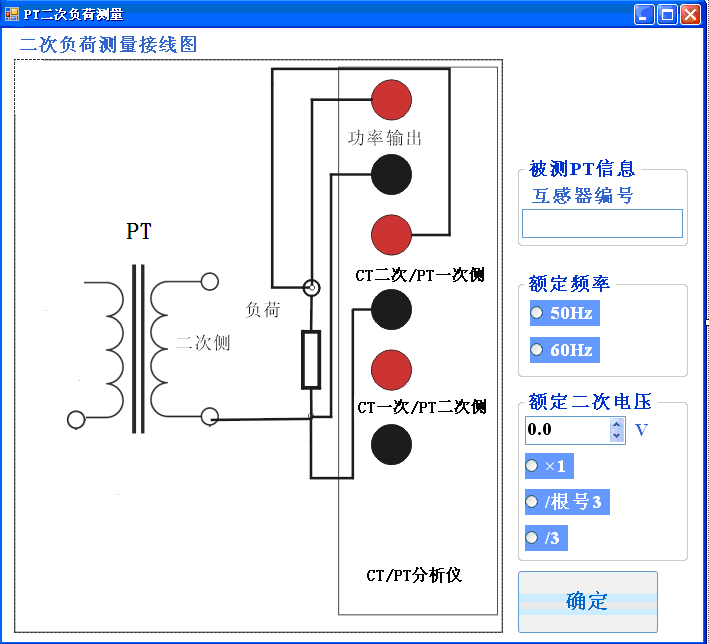 PT二次负荷测量
二次负荷测量接线图
功率输出
PT
CT二次/PT一次侧
负荷
二次侧
CT一次/PT二次侧
CT/PT分析仪
被测PT信息
互感器编号
额定频率
50Hz
60Hz
额定二次电压
0.0 V
×1
/根号3
/3
确定